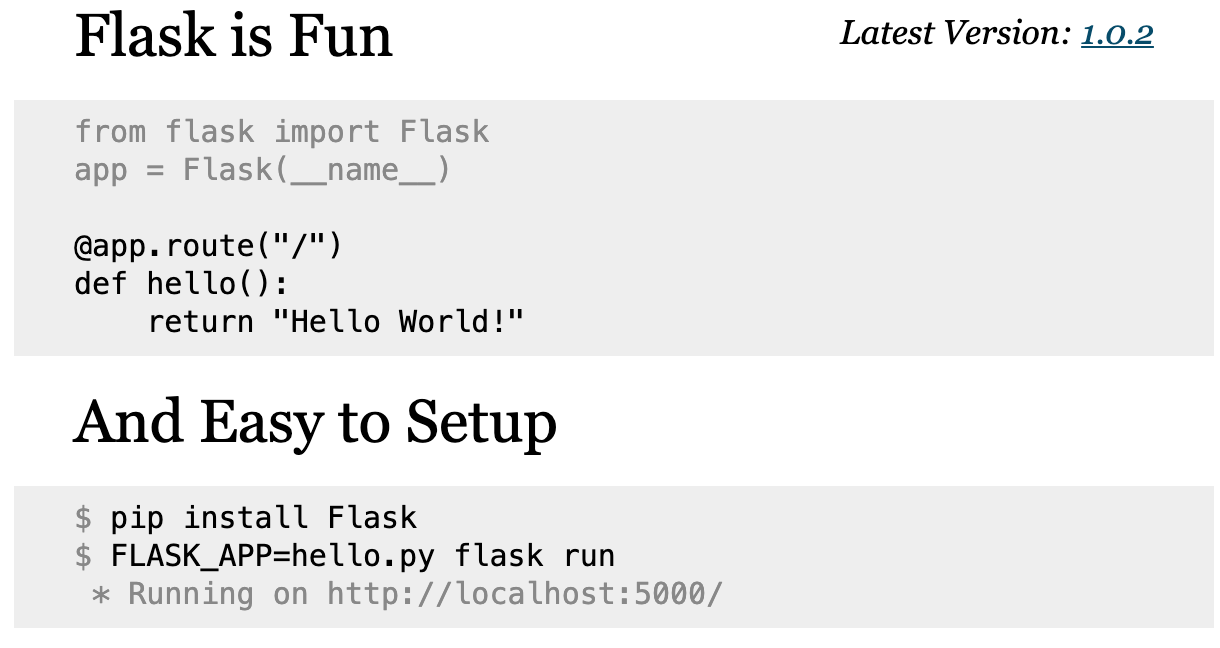 Flask is Fun
Latest Version: 1.0.2
from flask import Flask
app = Flask(__name__)
@app.route("/")
def hello():
    return "Hello World!"
And Easy to Setup
$ pip install Flask
$ FLASK_APP=hello.py flask run
 * Running on http://localhost:5000/